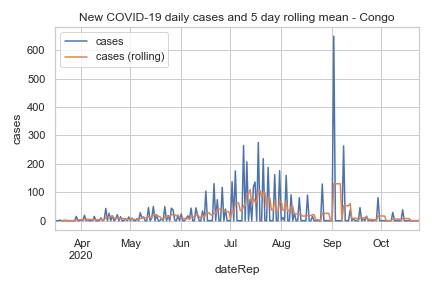 New COVID-19 daily cases and 5 day rolling mean - Congo
cases
cases (rolling)
600
500
400
300
200
100
0
cases
Apr May Jun Jul Aug Sep Oct
2020
dateRep